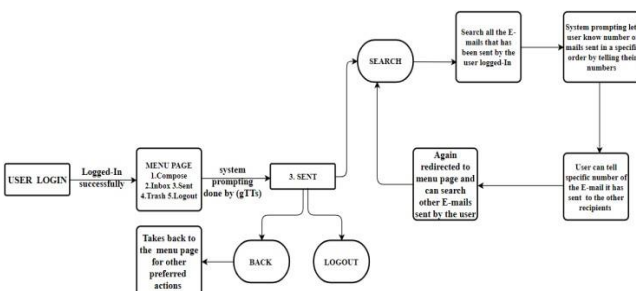 SEARCH
Search all the E-
mails that has
been sent by the
user logged-In
System prompting let
user know number o
mails sent in a specifi
order by telling thei
numbers
USER LOGIN
Logged-In
successfully
MENU PAGE
1.Compose
2.Inbox 3.Sent
4.Trash 5.Logout
system
prompting
done by (gTTs)
3. SENT
Again
redirected to
menu page and
can search
other E-mails
sent by the user
User can tell
specific number of
the E-mail it has
sent to the other
recipients
Takes back to
the menu page
for other
preferred
actions
BACK
LOGOUT